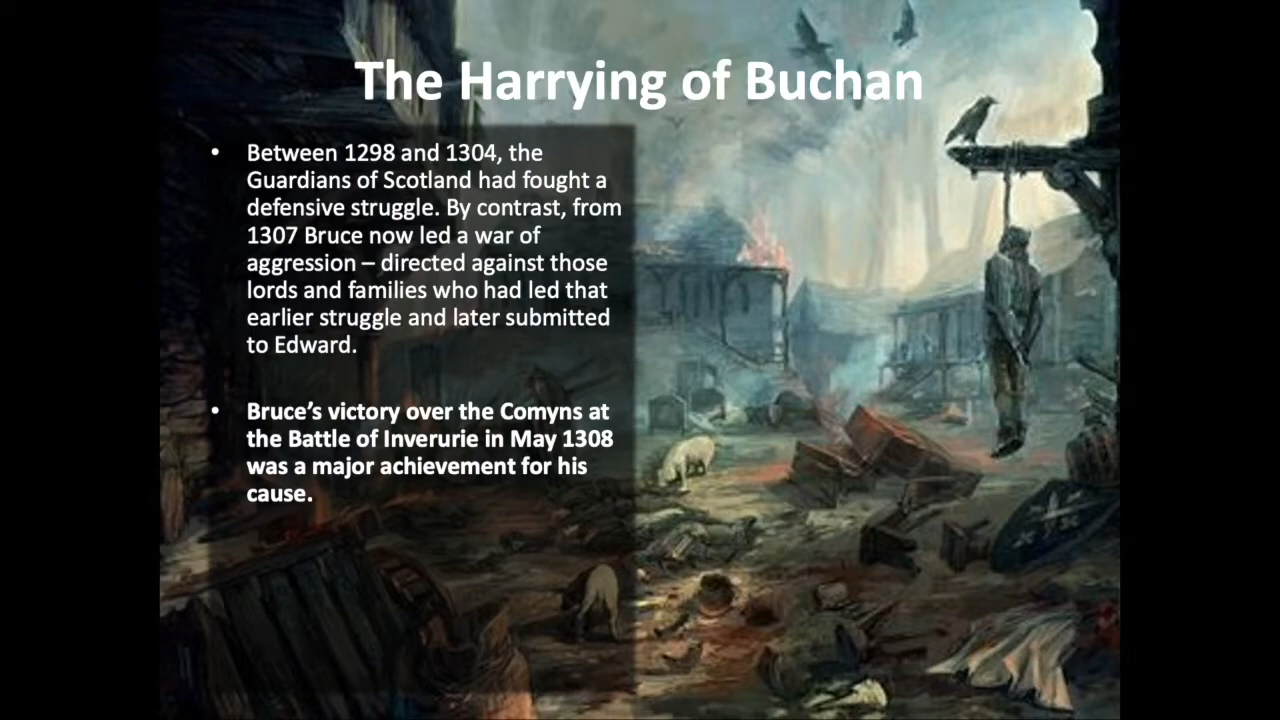 The Harrying of Buchan
• Between 1298 and 1304, the
Guardians of Scotland had fought a
defensive struggle. By contrast, from
1307 Bruce now led a war of
aggression – directed against those
lords and families who had led that
earlier struggle and later submitted
to Edward.
• Bruce’s victory over the Comyns at
the Battle of Inverurie in May 1308
was a major achievement for his
cause.